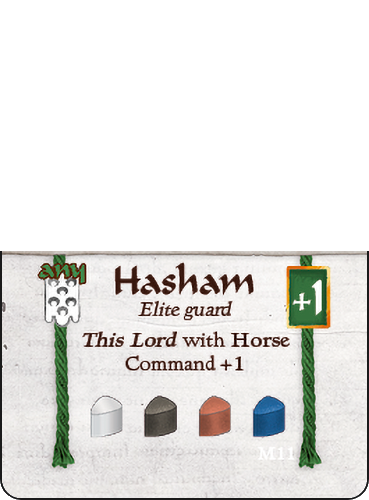 any
Hasham
+1
Elite guard
This Lord with Horse
Command +1
M11